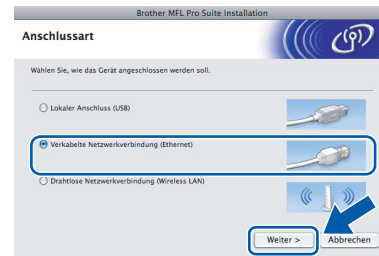 Brother MFL Pro Suite Installation
Anschlussart
Wählen Sie, wie das Gerät angeschlossen werden soll.
Lokaler Anschluss (USB)
Verkabelte Netzwerkverbindung (Ethernet)
Drahtlose Netzwerkverbindung (Wireless LAN)
Weiter >
Abbrechen